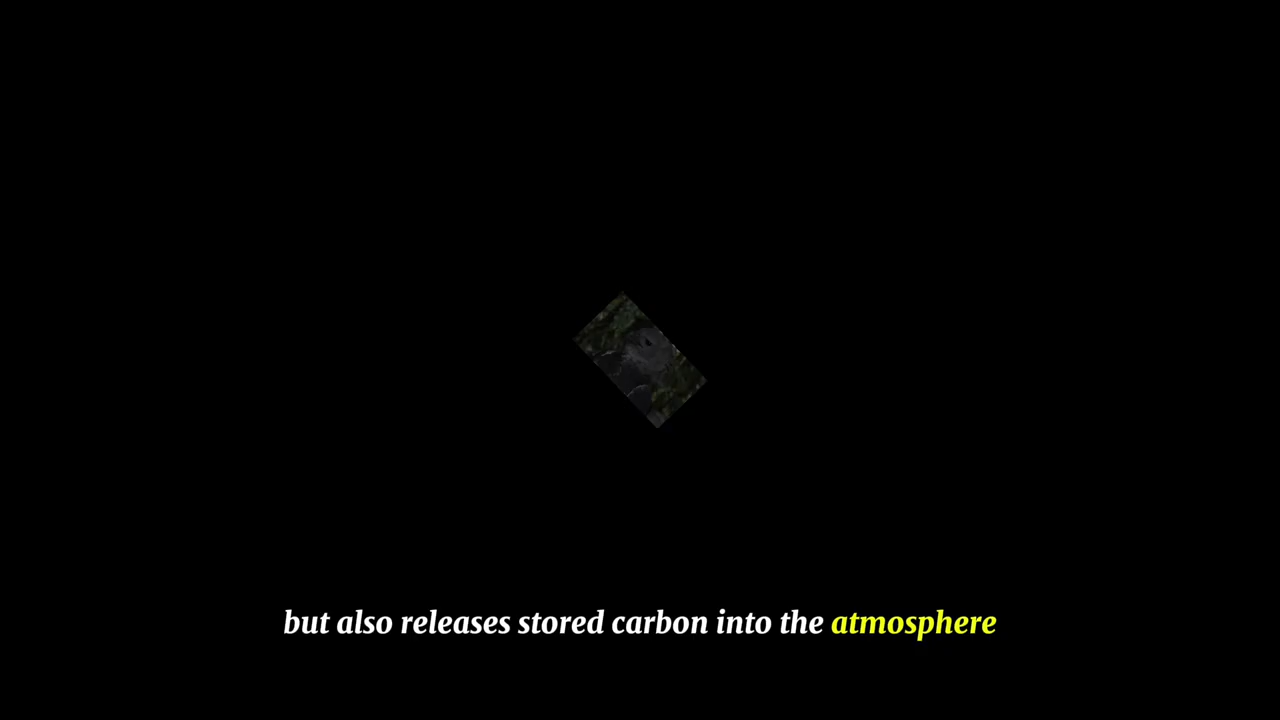 but also releases stored carbon into the atmosphere